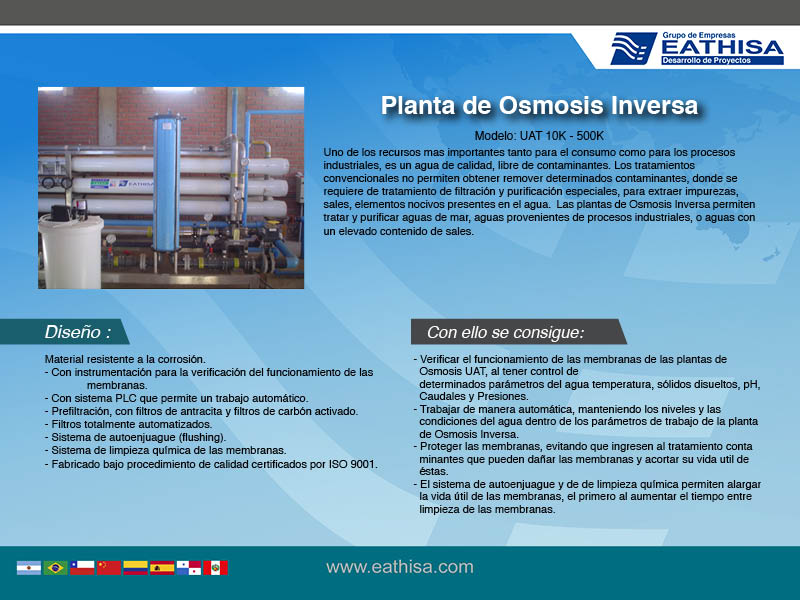 Grupo de Empresas
EATHISA
Desarrollo de Proyectos
Planta de Osmosis Inversa
Modelo: UAT 10K - 500K
Uno de los recursos mas importantes tanto para el consumo como para los procesos
industriales, es un agua de calidad, libre de contaminantes. Los tratamientos
convencionales no permiten obtener remover determinados contaminantes, donde se
requiere de tratamiento de filtración y purificación especiales, para extraer impurezas,
sales, elementos nocivos presentes en el agua. Las plantas de Osmosis Inversa permiten
tratar y purificar aguas de mar, aguas provenientes de procesos industriales, o aguas con
un elevado contenido de sales.
EATHISA
Diseño :
Material resistente a la corrosión.
- Con instrumentación para la verificación del funcionamiento de las
membranas.
- Con sistema PLC que permite un trabajo automático.
- Prefiltración, con filtros de antracita y filtros de carbón activado.
- Filtros totalmente automatizados.
- Sistema de autoenjuague (flushing).
- Sistema de limpieza química de las membranas.
- Fabricado bajo procedimiento de calidad certificados por ISO 9001.
Con ello se consigue:
- Verificar el funcionamiento de las membranas de las plantas de
Osmosis UAT, al tener control de
determinados parámetros del agua temperatura, sólidos disueltos, pH,
Caudales y Presiones.
- Trabajar de manera automática, manteniendo los niveles y las
condiciones del agua dentro de los parámetros de trabajo de la planta
de Osmosis Inversa.
- Proteger las membranas, evitando que ingresen al tratamiento conta
minantes que pueden dañar las membranas y acortar su vida util de
éstas.
- El sistema de autoenjuague y de de limpieza química permiten alargar
la vida útil de las membranas, el primero al aumentar el tiempo entre
limpieza de las membranas.
www.eathisa.com